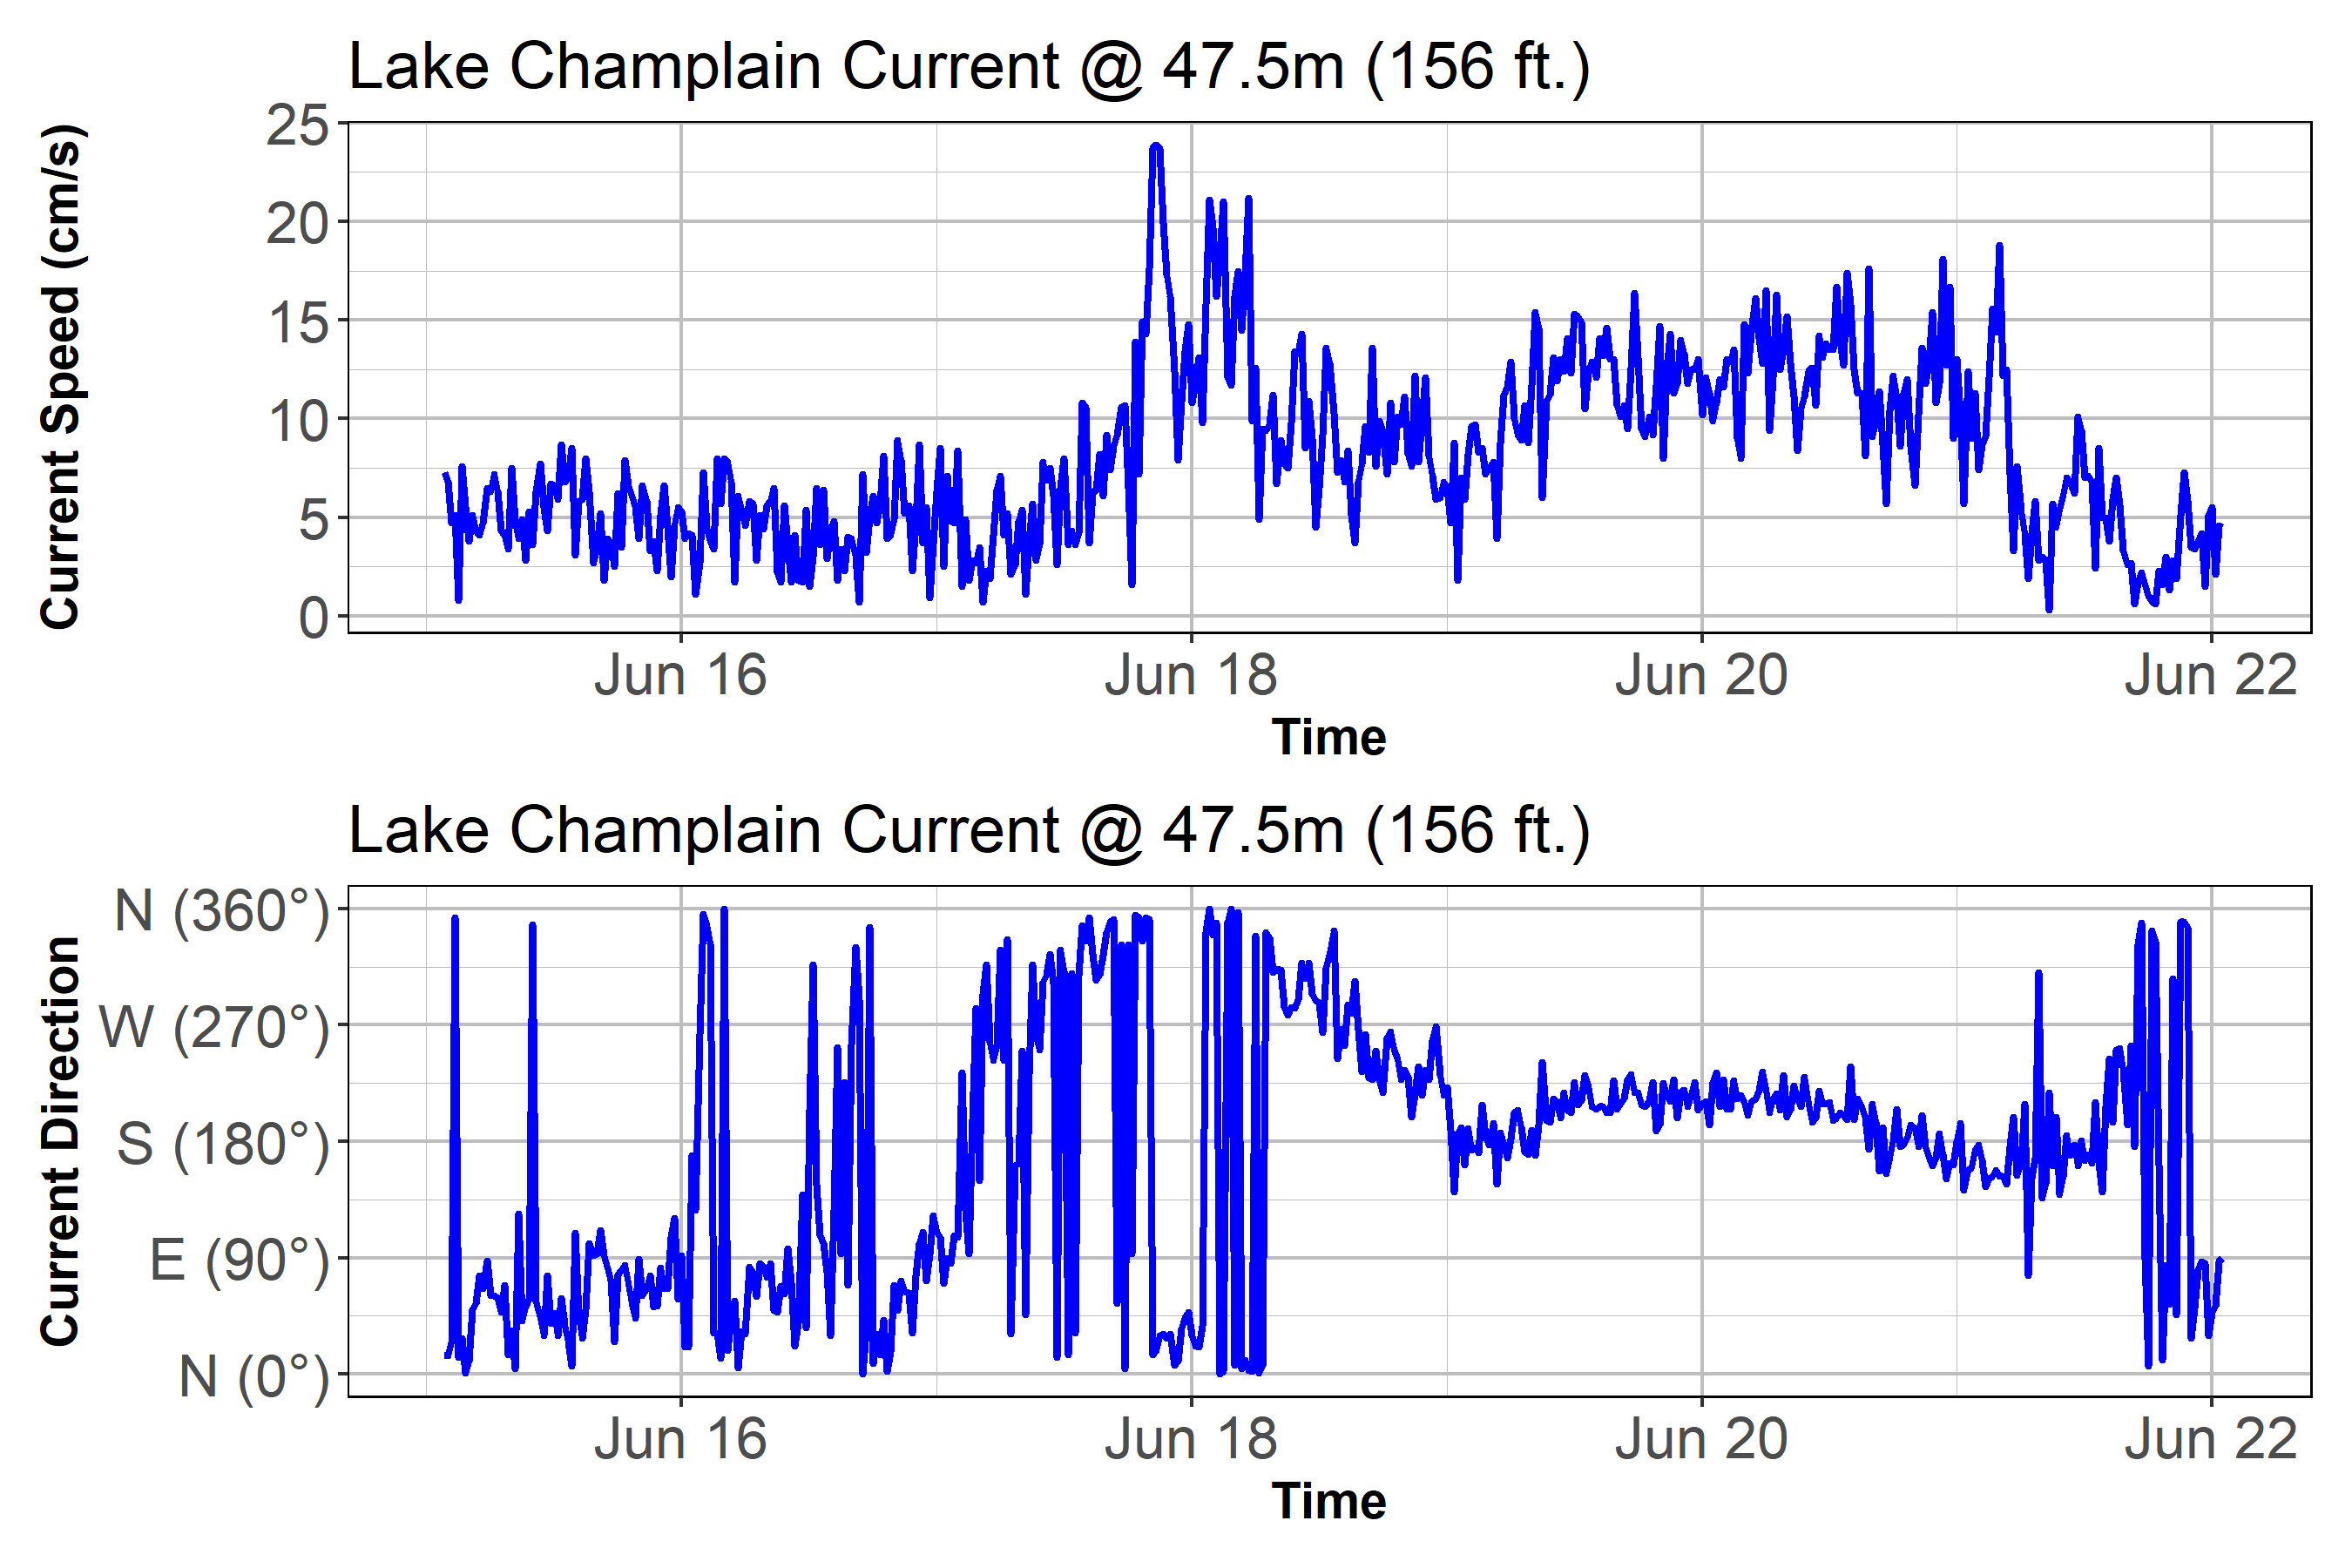 Lake Champlain Current @ 47.5m (156 ft.)
Current Speed (cm/s)
25
20
15
10
5
0
Jun 16 Jun 18 Jun 20 Jun 22
Time
Lake Champlain Current @ 47.5m (156 ft.)
Current Direction
N (360°)
W (270°)
S (180°)
E (90°)
N (0°)
Jun 16 Jun 18 Jun 20 Jun 22
Time